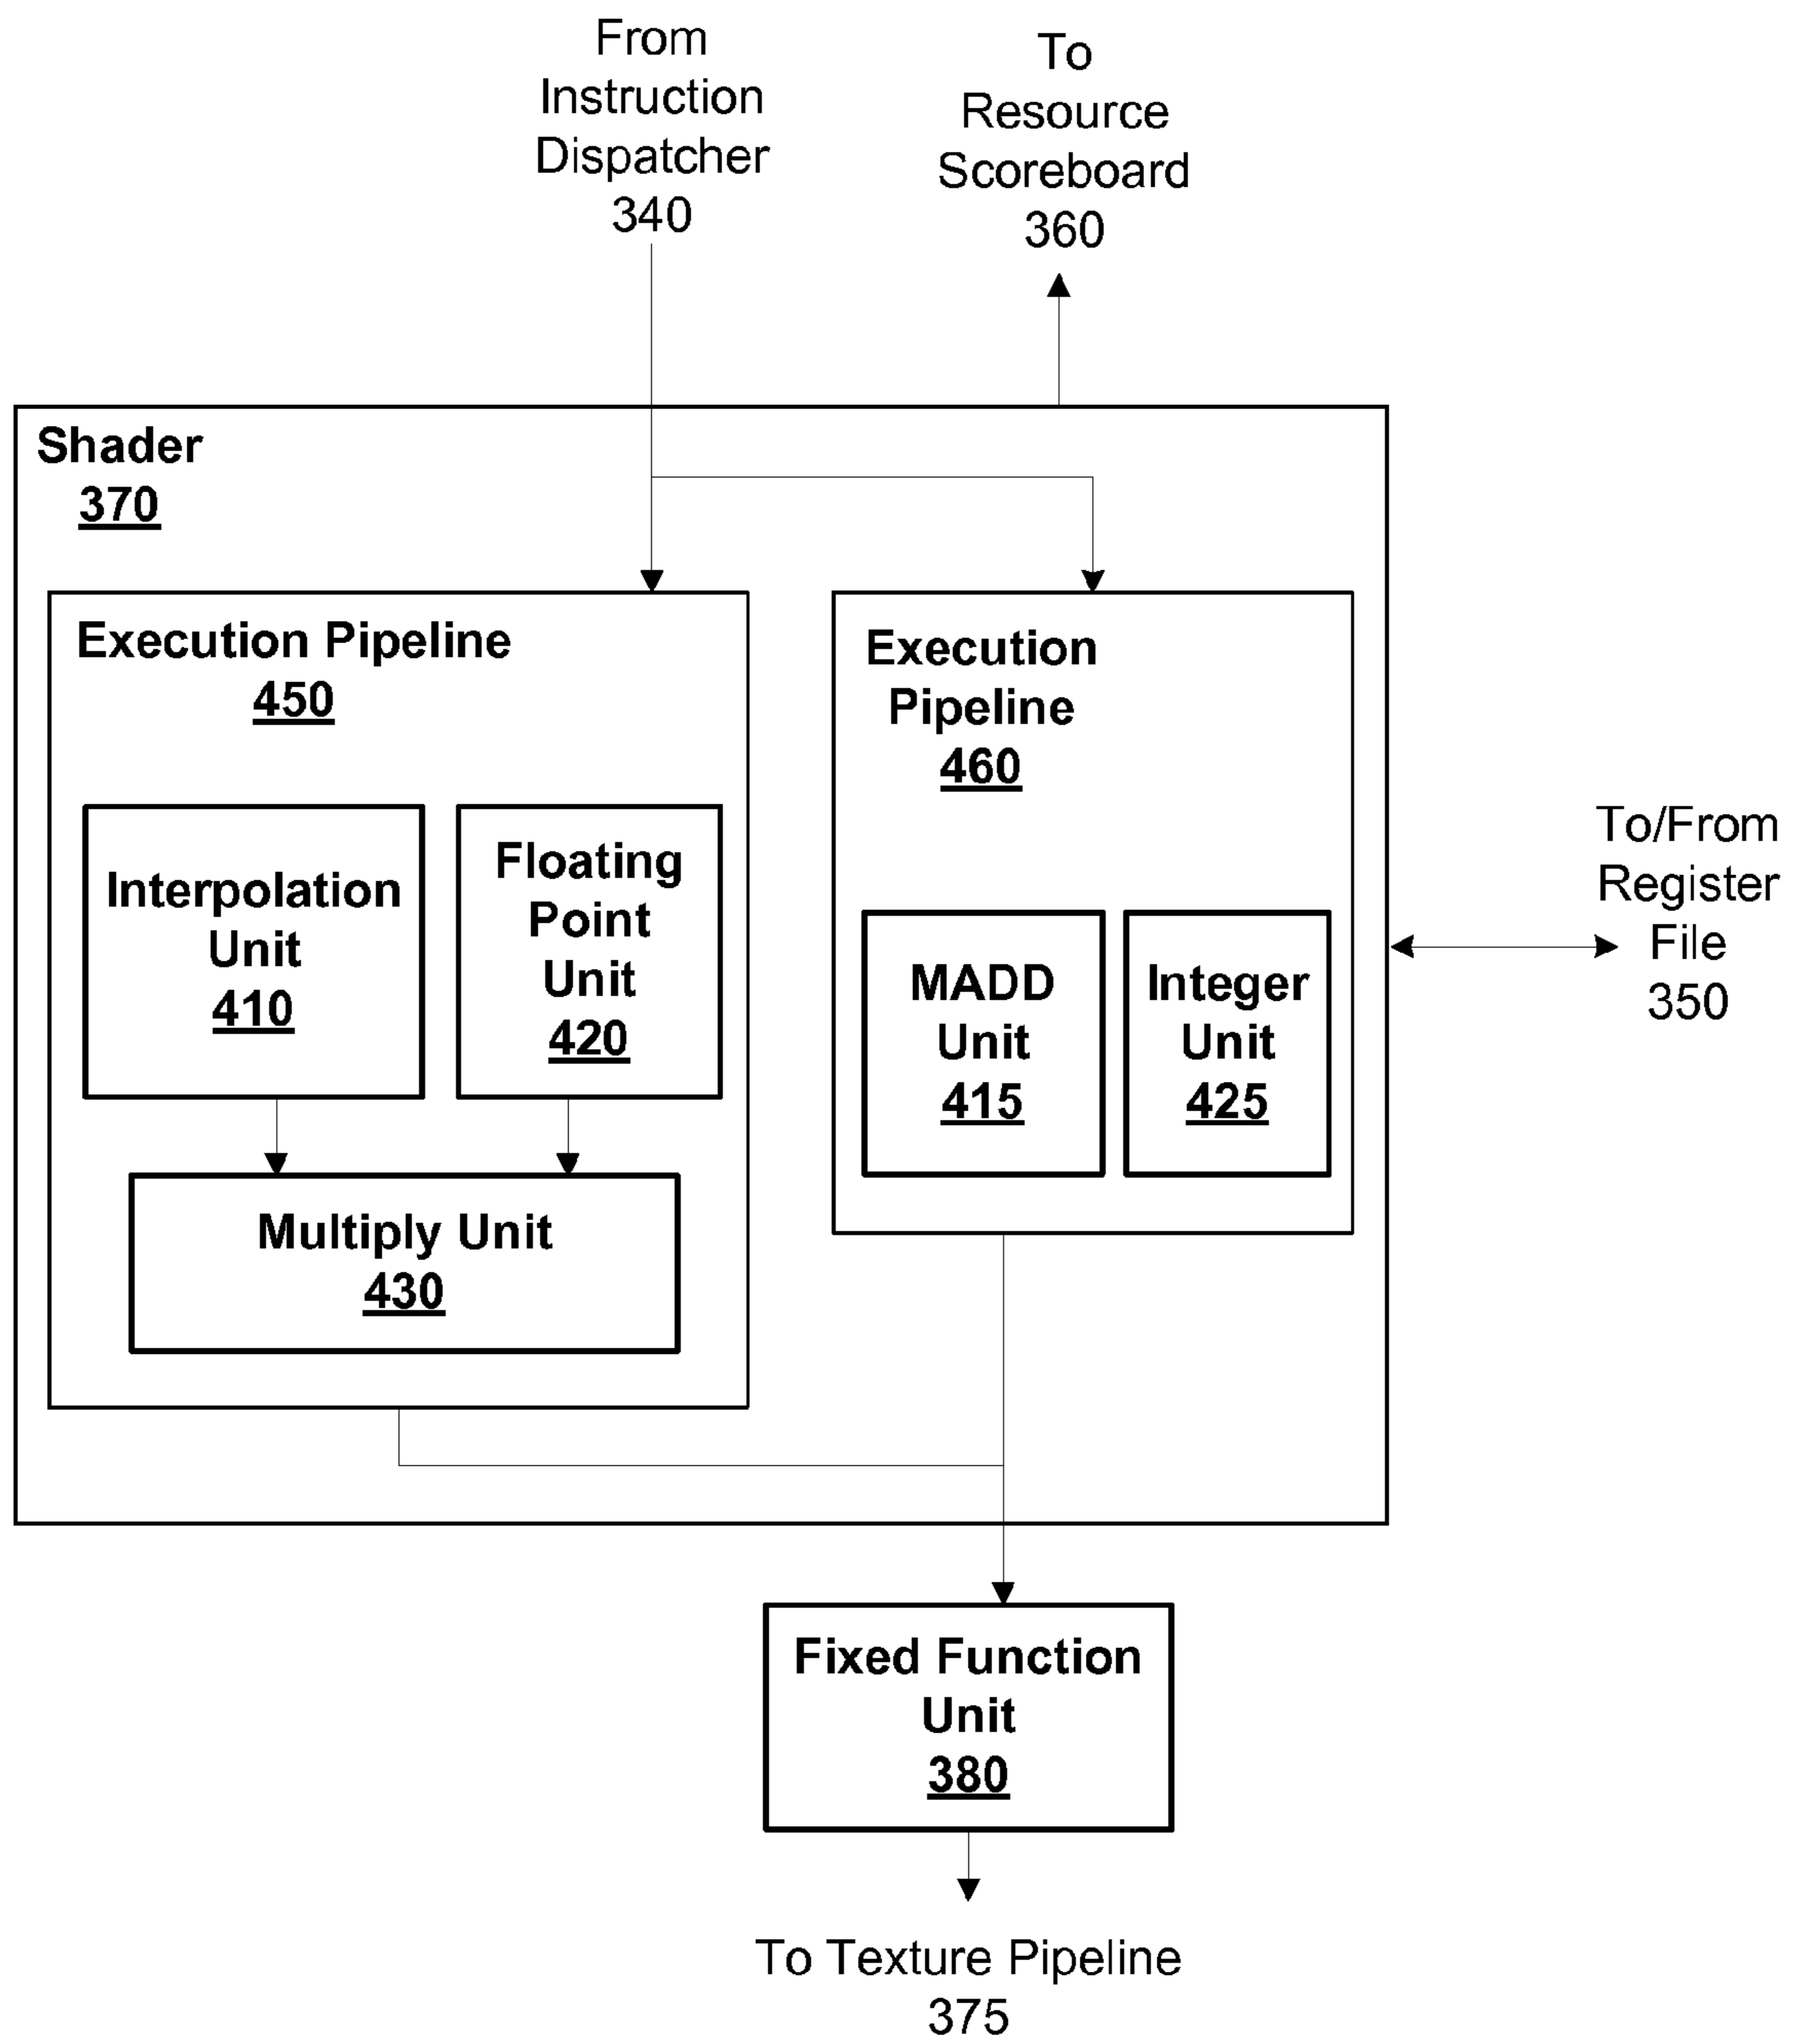 From
Instruction
Dispatcher
340
To
Resource
Scoreboard
360
Shader
370
Execution Pipeline
450
Execution
Pipeline
460
Interpolation
Unit
410
Floating
Point
Unit
420
MADD
Unit
415
Integer
Unit
425
To/From
Register
File
350
Multiply Unit
430
Fixed Function
Unit
380
To Texture Pipeline
375